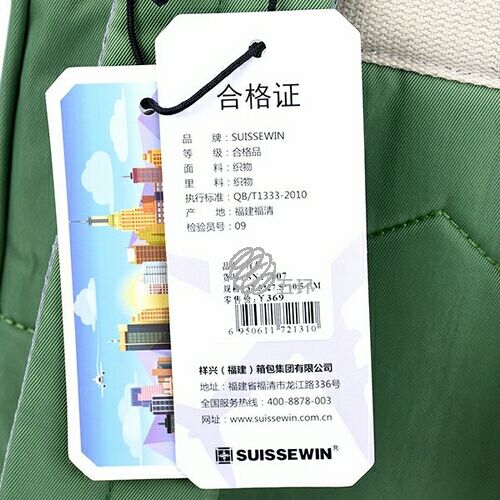 合格证
品 牌：SUISSEWIN
等 级：合格品
面 料：织物
里 料：织物
执行标准：QB/T1333-2010
产 地：福建福清
检验员号：09
零售价：￥369
6 950611 721310
祥兴（福建）箱包集团有限公司
地址：福建省福清市龙江路336号
全国服务热线：400-8878-003
网址：www.suissewin.com.cn
SUISSEWIN®